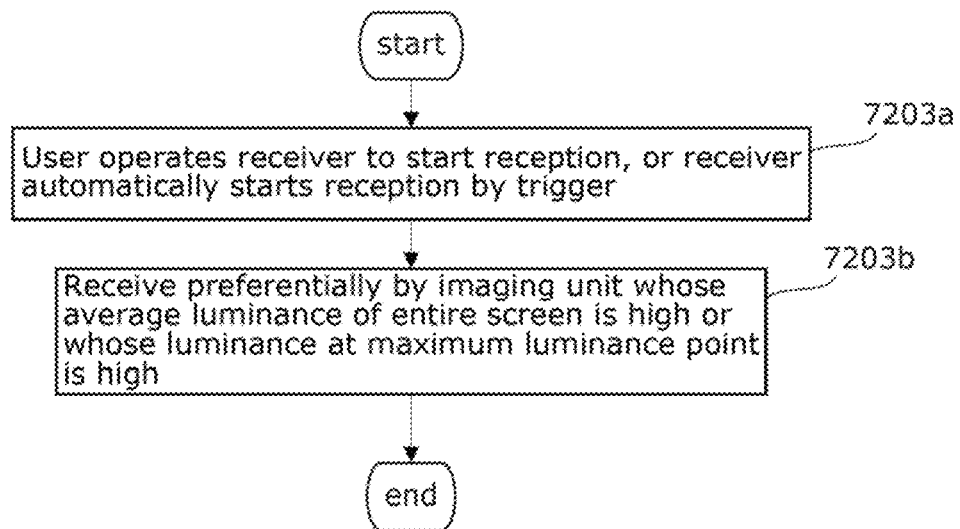 start
7203a
User operates receiver to start reception, or receiver
automatically starts reception by trigger
7203b
Receive preferentially by imaging unit whose
average luminance of entire screen is high or
whose luminance at maximum luminance point
is high
end